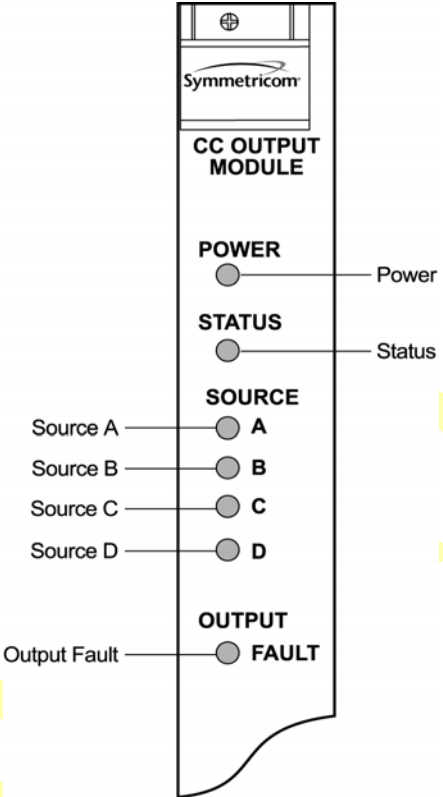 Symmetricom
CC OUTPUT
MODULE
POWER
Power
STATUS
Status
SOURCE
Source A
A
Source B
B
Source C
C
Source D
D
OUTPUT
Output Fault
FAULT